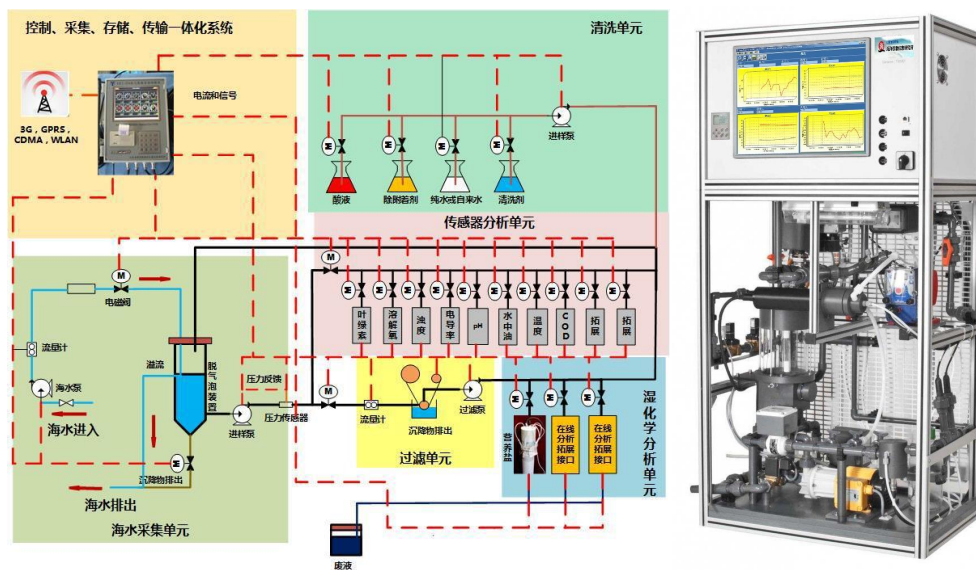 控制、采集、存储、传输一体化系统
3G，GPRS，
CDMA，WLAN
电流和信号
清洗单元
进样泵
M
M
M
M
酸液
除附着剂
纯水或自来水
清洗剂
传感器分析单元
M
M
M
M
M
M
M
M
M
M
M
叶绿素
溶解氧
浊度
电导率
pH
水中油
温度
COD
拓展
拓展
M
电磁阀
流量计
溢流
脱气泡装置
海水泵
海水进入
进样泵
压力反馈
压力传感器
M
沉降物排出
海水排出
海水采集单元
M
流量计
沉降物排出
过滤泵
过滤单元
M
M
M
营养盐
在线分析拓展接口
在线分析拓展接口
湿化学分析单元
废液